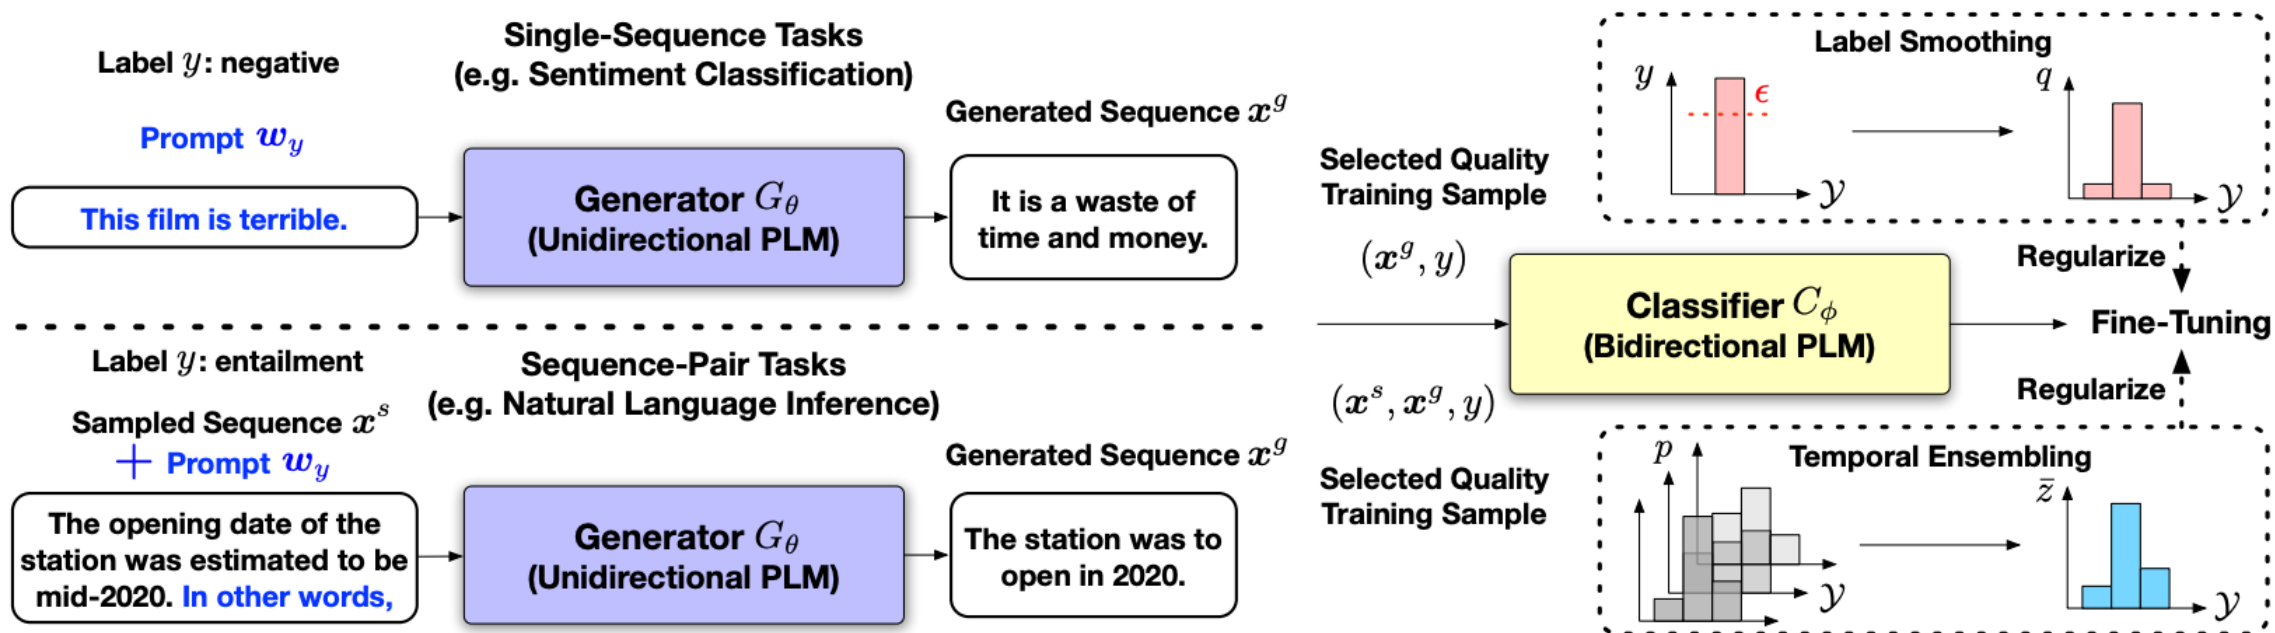 Single-Sequence Tasks
(e.g. Sentiment Classification)
Label y: negative
Prompt w_y
This film is terrible.
Generator G_θ
(Unidirectional PLM)
Generated Sequence x^g
It is a waste of
time and money.
Label y: entailment
Sequence-Pair Tasks
(e.g. Natural Language Inference)
Sampled Sequence x^s
+ Prompt w_y
The opening date of the
station was estimated to be
mid-2020. In other words,
Generator G_θ
(Unidirectional PLM)
Generated Sequence x^g
The station was to
open in 2020.
Selected Quality
Training Sample
(x^g, y)
(x^s, x^g, y)
Selected Quality
Training Sample
Label Smoothing
y
ϵ
𝒴
q
𝒴
Regularize
Classifier C_ϕ
(Bidirectional PLM)
Fine-Tuning
Regularize
Temporal Ensembling
p
𝒴
z̄
𝒴